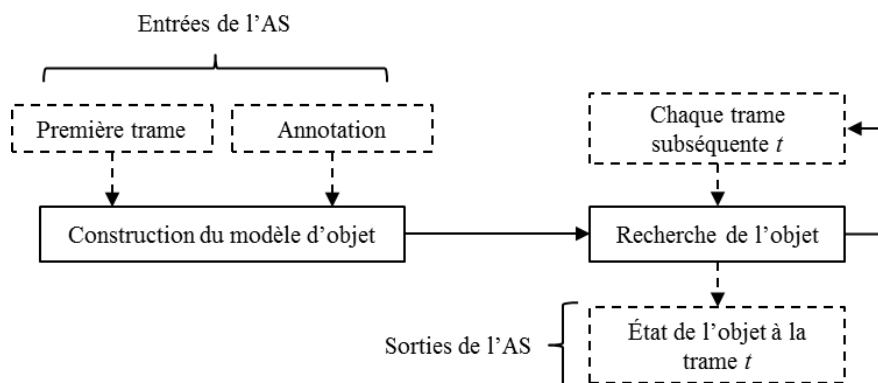 Entrées de l’AS
Première trame
Annotation
Chaque trame
subséquente t
Construction du modèle d’objet
Recherche de l’objet
Sorties de l’AS
État de l’objet à la
trame t